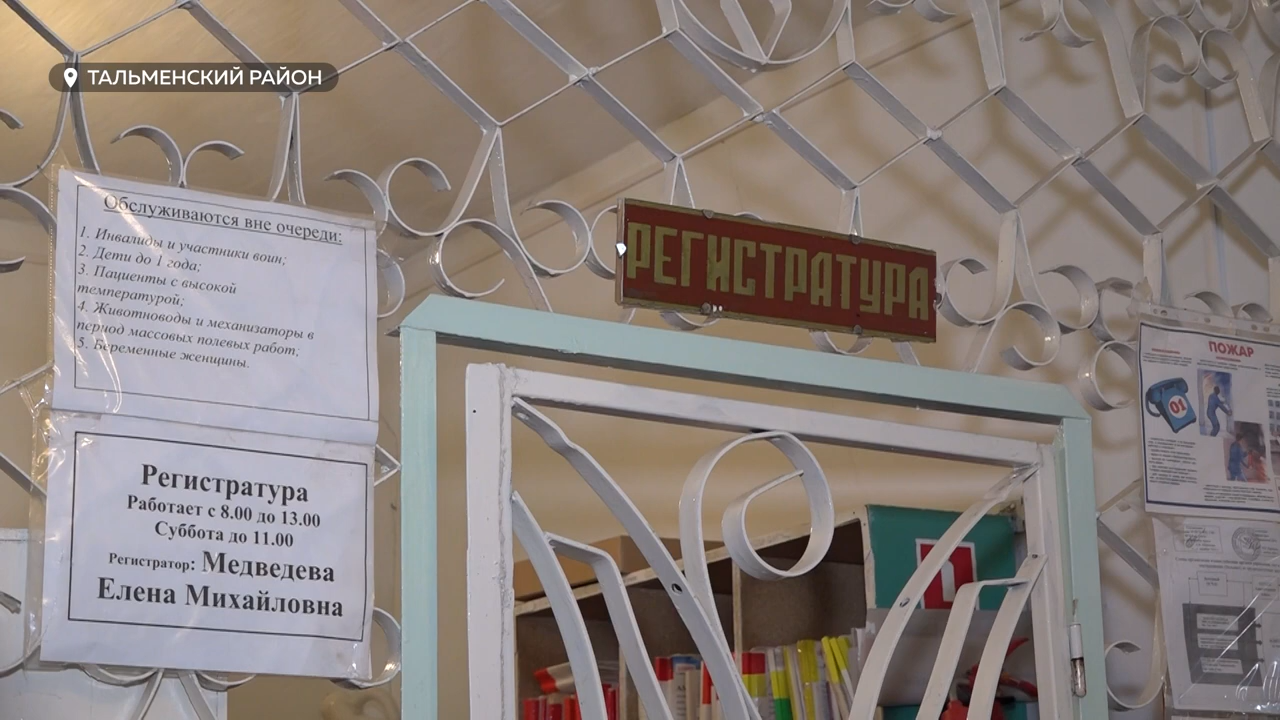 ТАЛЬМЕНСКИЙ РАЙОН
Обслуживаются вне очереди:
1. Инвалиды и участники воин;
2. Дети до 1 года;
3. Пациенты с высокой
температурой;
4. Животноводы и механизаторы в
период массовых полевых работ;
5. Беременные женщины.
Регистратура
Работает с 8.00 до 13.00
Суббота до 11.00
Регистратор: Медведева
Елена Михайловна
РЕГИСТРАТУРА
ПОЖАР
01